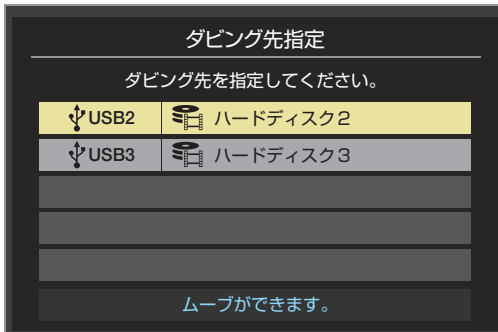 ダビング先指定
ダビング先を指定してください。
USB2 ハードディスク2
USB3 ハードディスク3
ムーブができます。